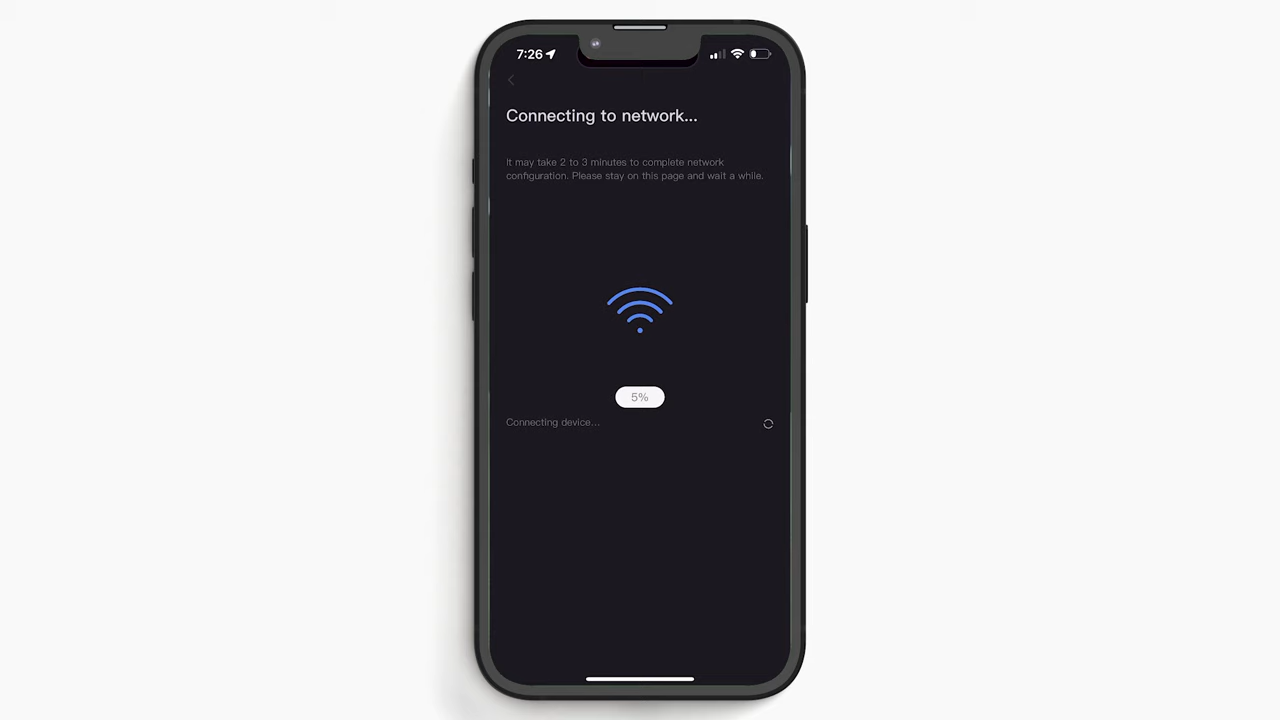 7:26
Connecting to network...
It may take 2 to 3 minutes to complete network
configuration. Please stay on this page and wait a while.
5%
Connecting device...